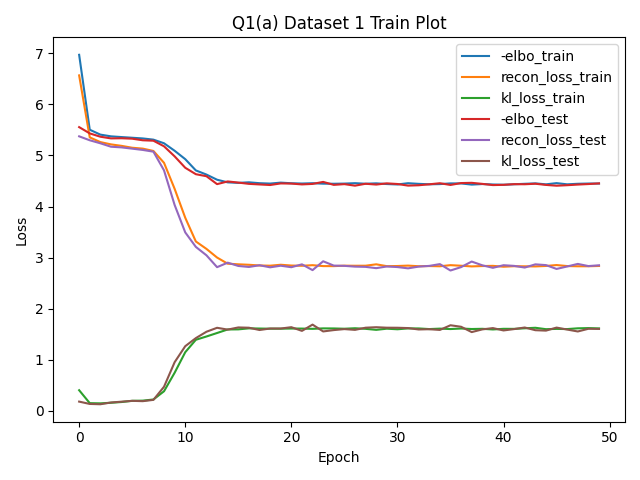 Q1(a) Dataset 1 Train Plot
7
6
5
4
3
2
1
0
Loss
-elbo_train
recon_loss_train
kl_loss_train
-elbo_test
recon_loss_test
kl_loss_test
0 10 20 30 40 50
Epoch